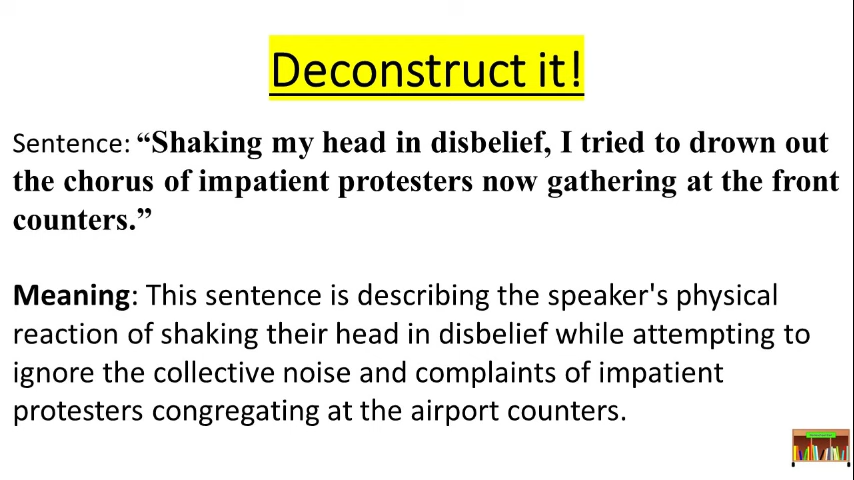 Deconstruct it!
Sentence: “Shaking my head in disbelief, I tried to drown out
the chorus of impatient protesters now gathering at the front
counters.”
Meaning: This sentence is describing the speaker's physical
reaction of shaking their head in disbelief while attempting to
ignore the collective noise and complaints of impatient
protesters congregating at the airport counters.